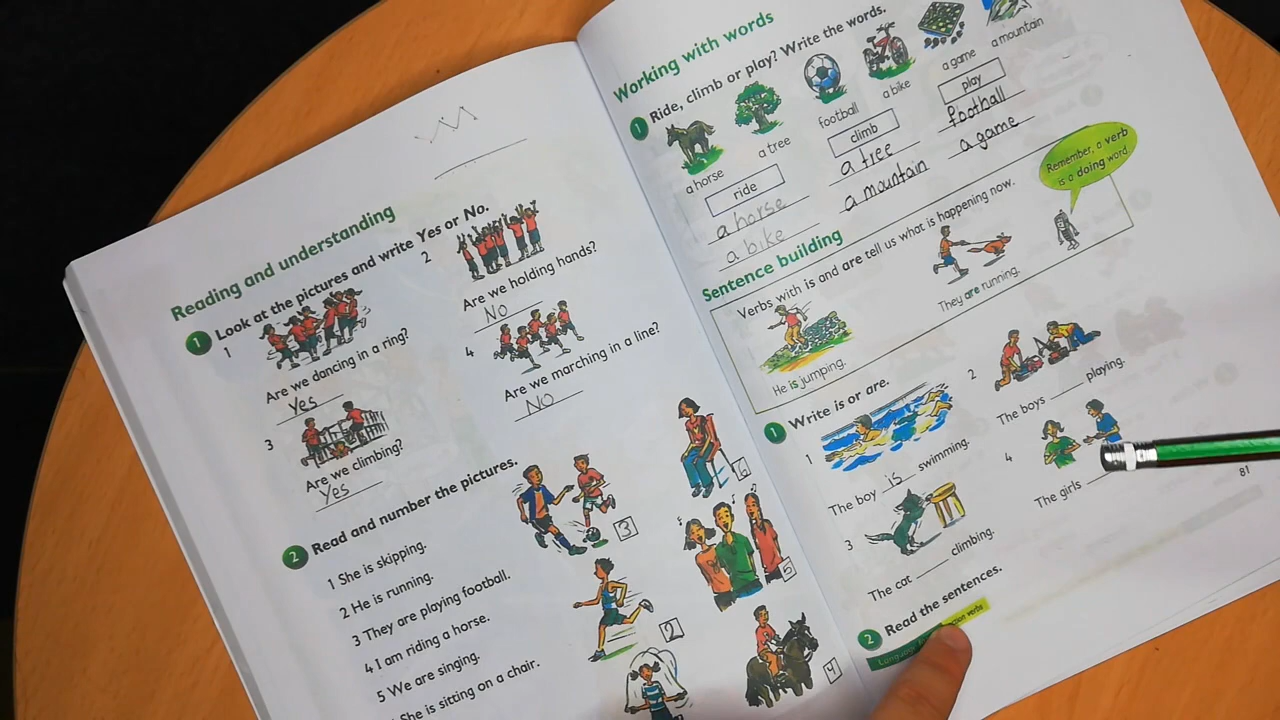 Reading and understanding
1 Look at the pictures and write Yes or No.
1
Are we dancing in a ring?
Yes
2
Are we holding hands?
NO
3
Are we climbing?
Yes
4
Are we marching in a line?
NO
2 Read and number the pictures.
1 She is skipping.
2 He is running.
3 They are playing football.
4 I am riding a horse.
5 We are singing.
She is sitting on a chair.
6
3
5
2
4
Working with words
1 Ride, climb or play? Write the words.
a horse
a tree
football
a bike
a game
a mountain
ride
a horse
a bike
climb
a tree
a mountain
play
football
a game
Sentence building
Verbs with is and are tell us what is happening now.
He is jumping.
They are running.
Remember, a verb
is a doing word.
1 Write is or are.
1
The boy is swimming.
2
The boys ____ playing.
3
The cat ____ climbing.
4
The girls
81
2 Read the sentences.
verbs